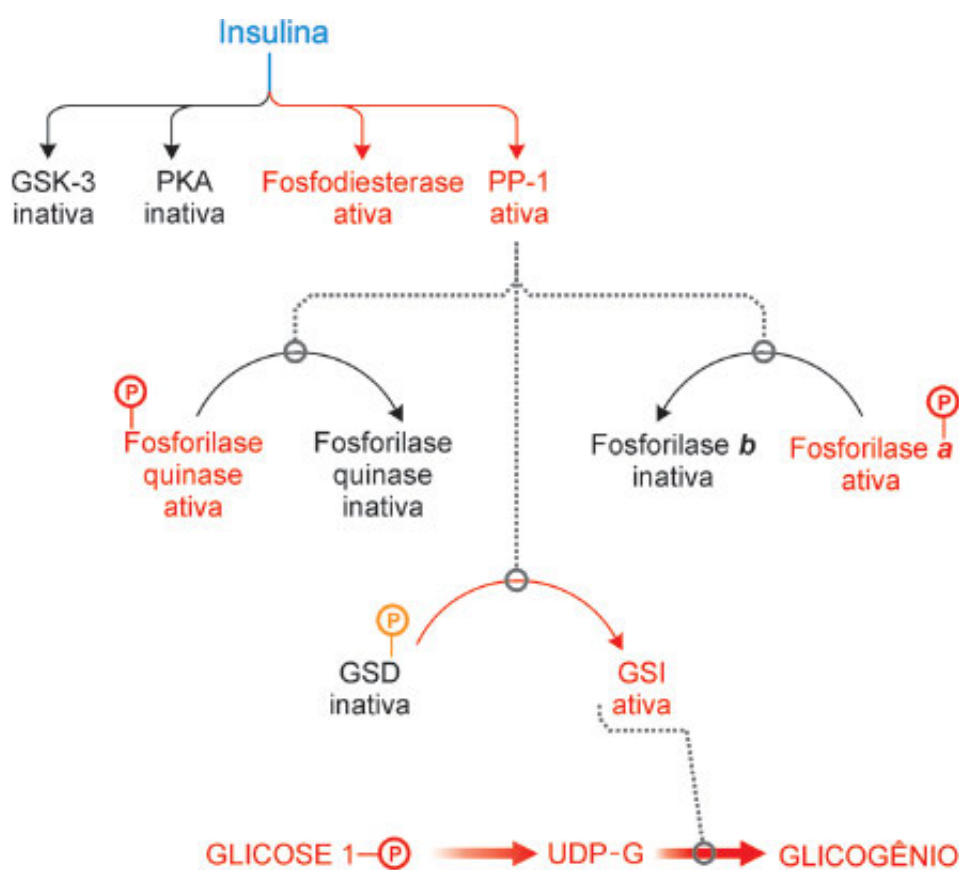 Insulina
GSK-3
inativa
PKA
inativa
Fosfodiesterase
ativa
PP-1
ativa
P
Fosforilase
quinase
ativa
Fosforilase
quinase
inativa
Fosforilase b
inativa
P
Fosforilase a
ativa
P
GSD
inativa
GSI
ativa
GLICOSE 1—P UDP-G GLICOGÊNIO